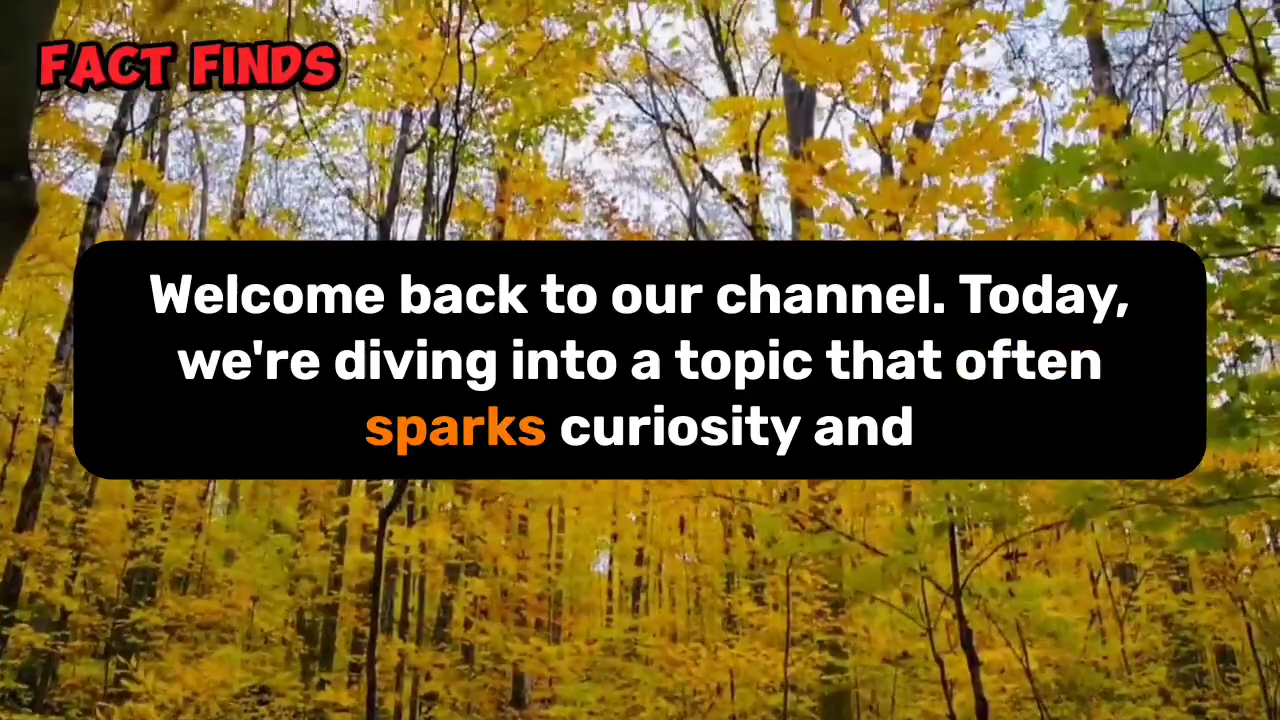 FACT FINDS
Welcome back to our channel. Today,
we're diving into a topic that often
sparks curiosity and